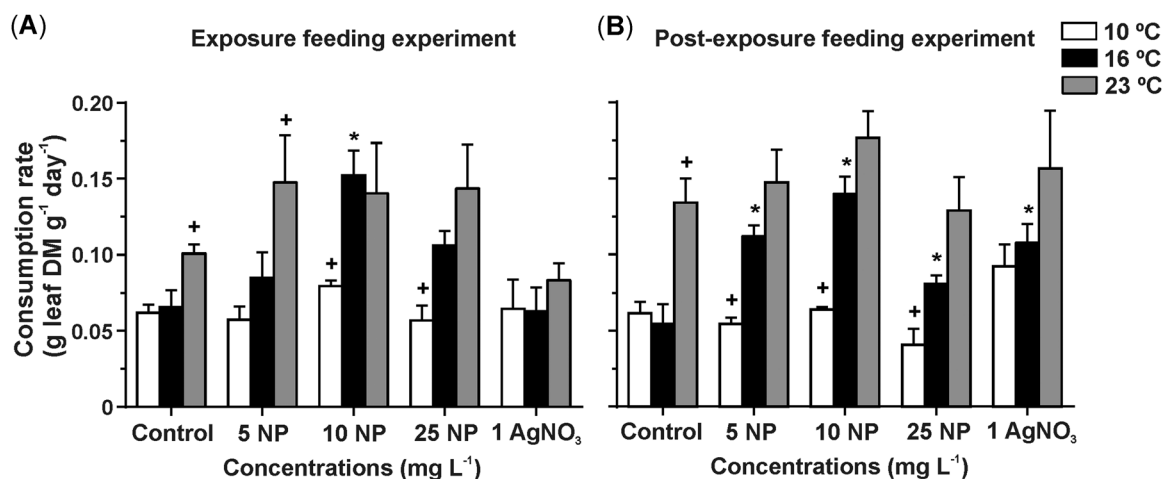 (A)
Exposure feeding experiment
(B)
Post-exposure feeding experiment
10 ºC
16 ºC
23 ºC
Consumption rate
(g leaf DM g⁻¹ day⁻¹)
0.20
0.15
0.10
0.05
0
+
+
+
*
+
+
+
*
+
*
+
*
*
Control
5 NP
10 NP
25 NP
1 AgNO₃
Control
5 NP
10 NP
25 NP
1 AgNO₃
Concentrations (mg L⁻¹)
Concentrations (mg L⁻¹)